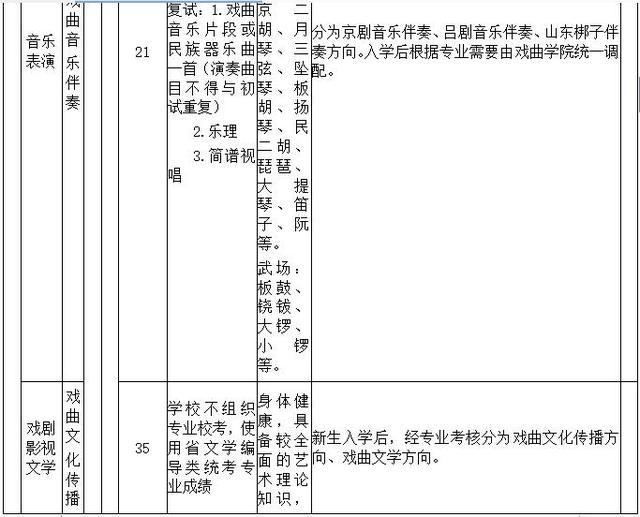 音乐
表演
戏
曲
音
乐
伴
奏
21
复试：1.戏曲
音乐片段或
民族器乐曲
一首（演奏曲
目不得与初
试重复）
2.乐理
3.简谱视
唱
京二
胡、月
琴、三
弦、坠
琴、板
胡、扬
琴、民
二胡、
琵琶、
大提
琴、笛
子、阮
等。
武场：
板鼓、
铙钹、
大锣、
小锣
等。
分为京剧音乐伴奏、吕剧音乐伴奏、山东梆子伴
奏方向。入学后根据专业需要由戏曲学院统一调
配。
戏剧
影视
文学
戏
曲
文
化
传
播
35
学校不组织
专业校考，使
用省文学编
导类统考专
业成绩
身体健
康，具
备较全
面的艺
术理论
知识，
新生入学后，经专业考核分为戏曲文化传播方
向、戏曲文学方向。